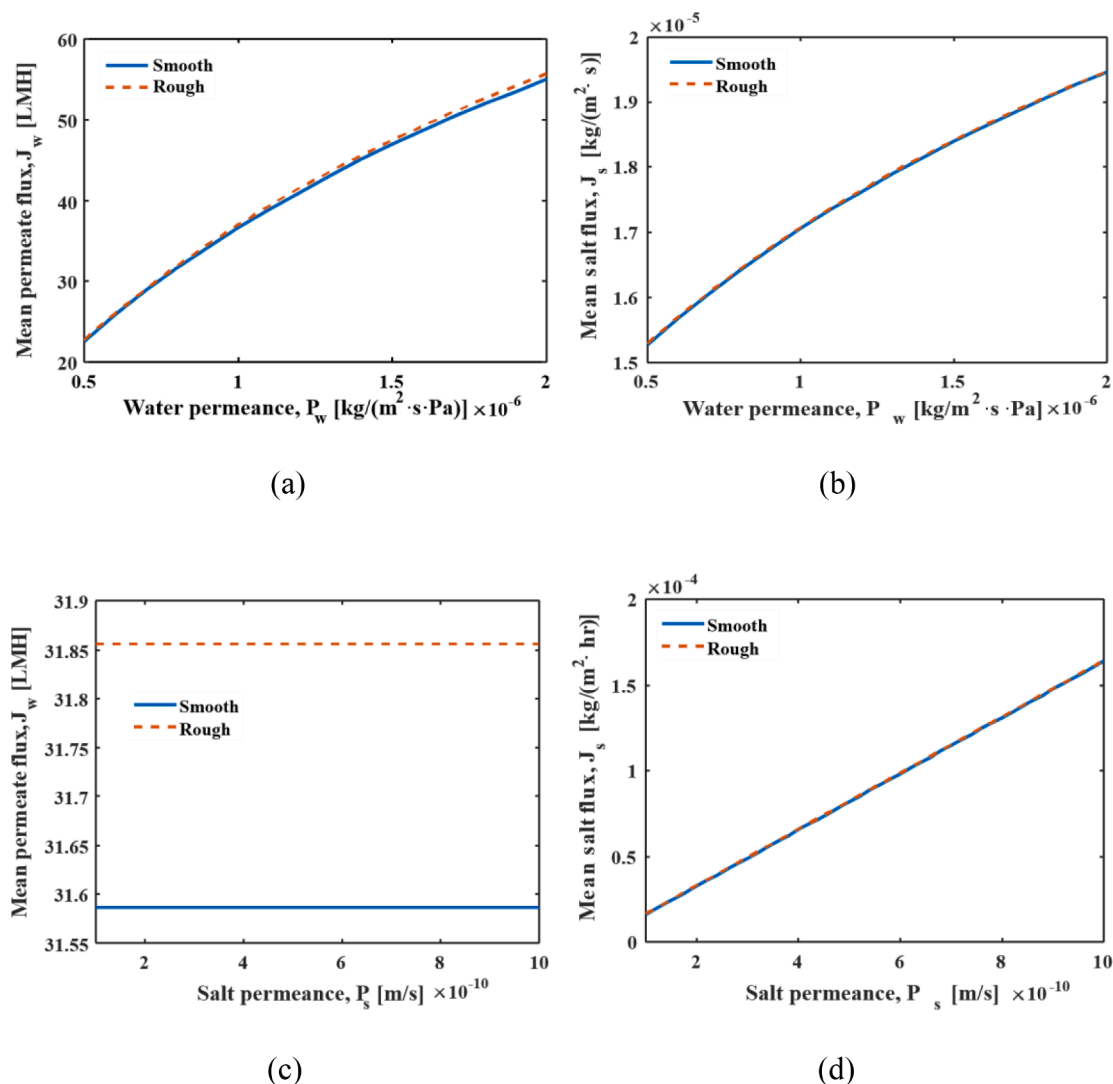 Mean permeate flux, J_w [LMH]
60
50
40
30
20
Smooth
Rough
0.5 1 1.5 2
Water permeance, P_w [kg/(m²·s·Pa)] ×10⁻⁶
(a)
Mean salt flux, J_s [kg/(m²· s)]
×10⁻⁵
2
1.9
1.8
1.7
1.6
1.5
Smooth
Rough
0.5 1 1.5 2
Water permeance, P_w [kg/m²·s·Pa] ×10⁻⁶
(b)
Mean permeate flux, J_w [LMH]
31.9
31.85
31.8
31.75
31.7
31.65
31.6
31.55
Smooth
Rough
2 4 6 8 10
Salt permeance, P_s [m/s] ×10⁻¹⁰
(c)
Mean salt flux, J_s [kg/(m²· hr)]
×10⁻⁴
2
1.5
1
0.5
0
Smooth
Rough
2 4 6 8 10
Salt permeance, P_s [m/s] ×10⁻¹⁰
(d)